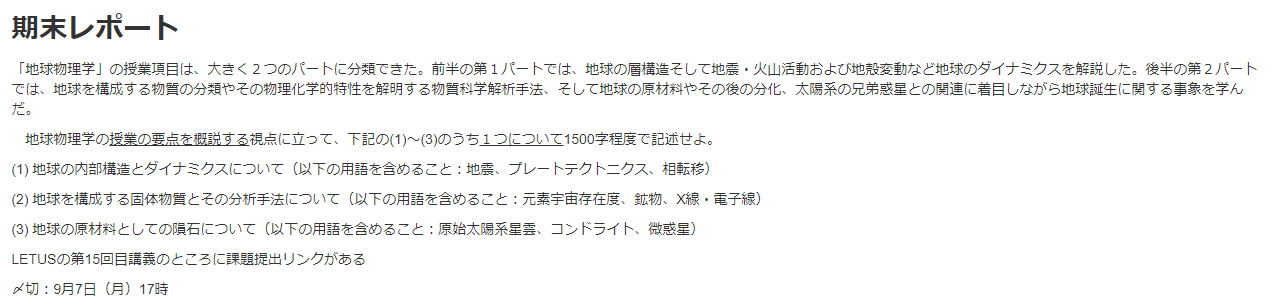 期末レポート
「地球物理学」の授業項目は、大きく２つのパートに分類できた。前半の第１パートでは、地球の層構造そして地震・火山活動および地殻変動など地球のダイナミクスを解説した。後半の第２パート
では、地球を構成する物質の分類やその物理化学的特性を解明する物質科学解析手法、そして地球の原材料やその後の分化、太陽系の兄弟惑星との関連に着目しながら地球誕生に関する事象を学ん
だ。
　地球物理学の授業の要点を概説する視点に立って、下記の(1)～(3)のうち１つについて1500字程度で記述せよ。
(1) 地球の内部構造とダイナミクスについて（以下の用語を含めること：地震、プレートテクトニクス、相転移）
(2) 地球を構成する固体物質とその分析手法について（以下の用語を含めること：元素宇宙存在度、鉱物、X線・電子線）
(3) 地球の原材料としての隕石について（以下の用語を含めること：原始太陽系星雲、コンドライト、微惑星）
LETUSの第15回目講義のところに課題提出リンクがある
〆切：9月7日（月）17時